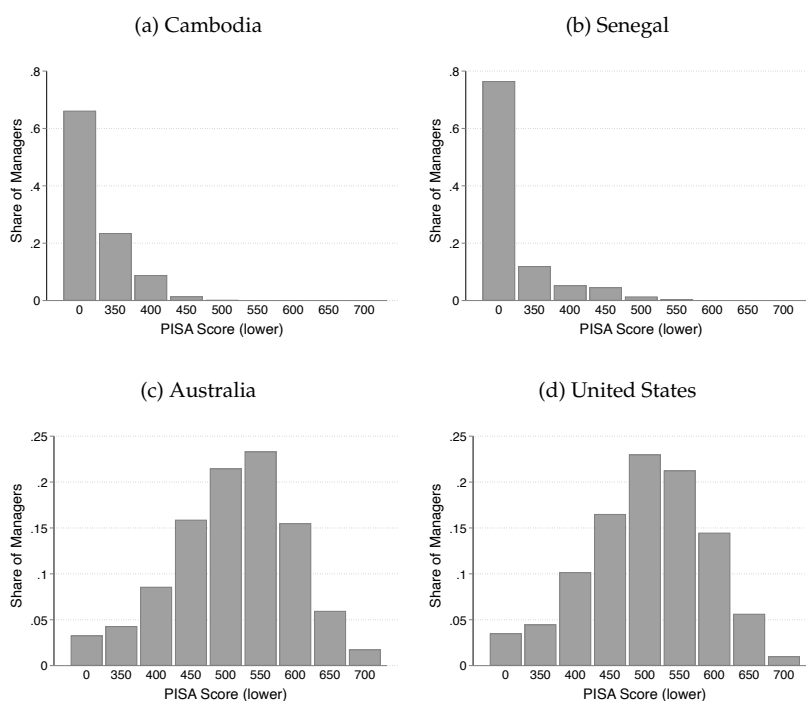 (a) Cambodia
Share of Managers
.8
.6
.4
.2
0
0 350 400 450 500 550 600 650 700
PISA Score (lower)
(b) Senegal
Share of Managers
.8
.6
.4
.2
0
0 350 400 450 500 550 600 650 700
PISA Score (lower)
(c) Australia
Share of Managers
.25
.2
.15
.1
.05
0
0 350 400 450 500 550 600 650 700
PISA Score (lower)
(d) United States
Share of Managers
.25
.2
.15
.1
.05
0
0 350 400 450 500 550 600 650 700
PISA Score (lower)